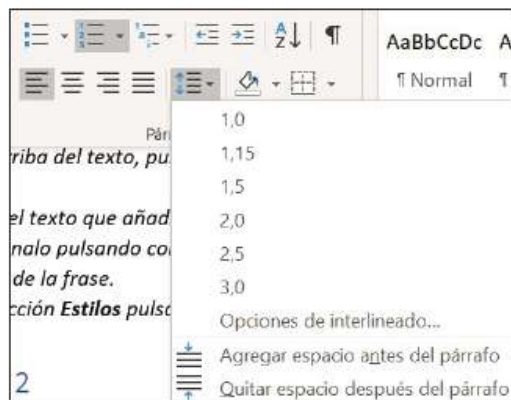 AaBbCcDc A
¶ Normal ¶
Pár
1,0
riba del texto, pu
1,15
1,5
el texto que añad
2,0
nalo pulsando co
2,5
de la frase.
3,0
cción Estilos puls
Opciones de interlineado...
Agregar espacio antes del párrafo
2
Quitar espacio después del párrafo